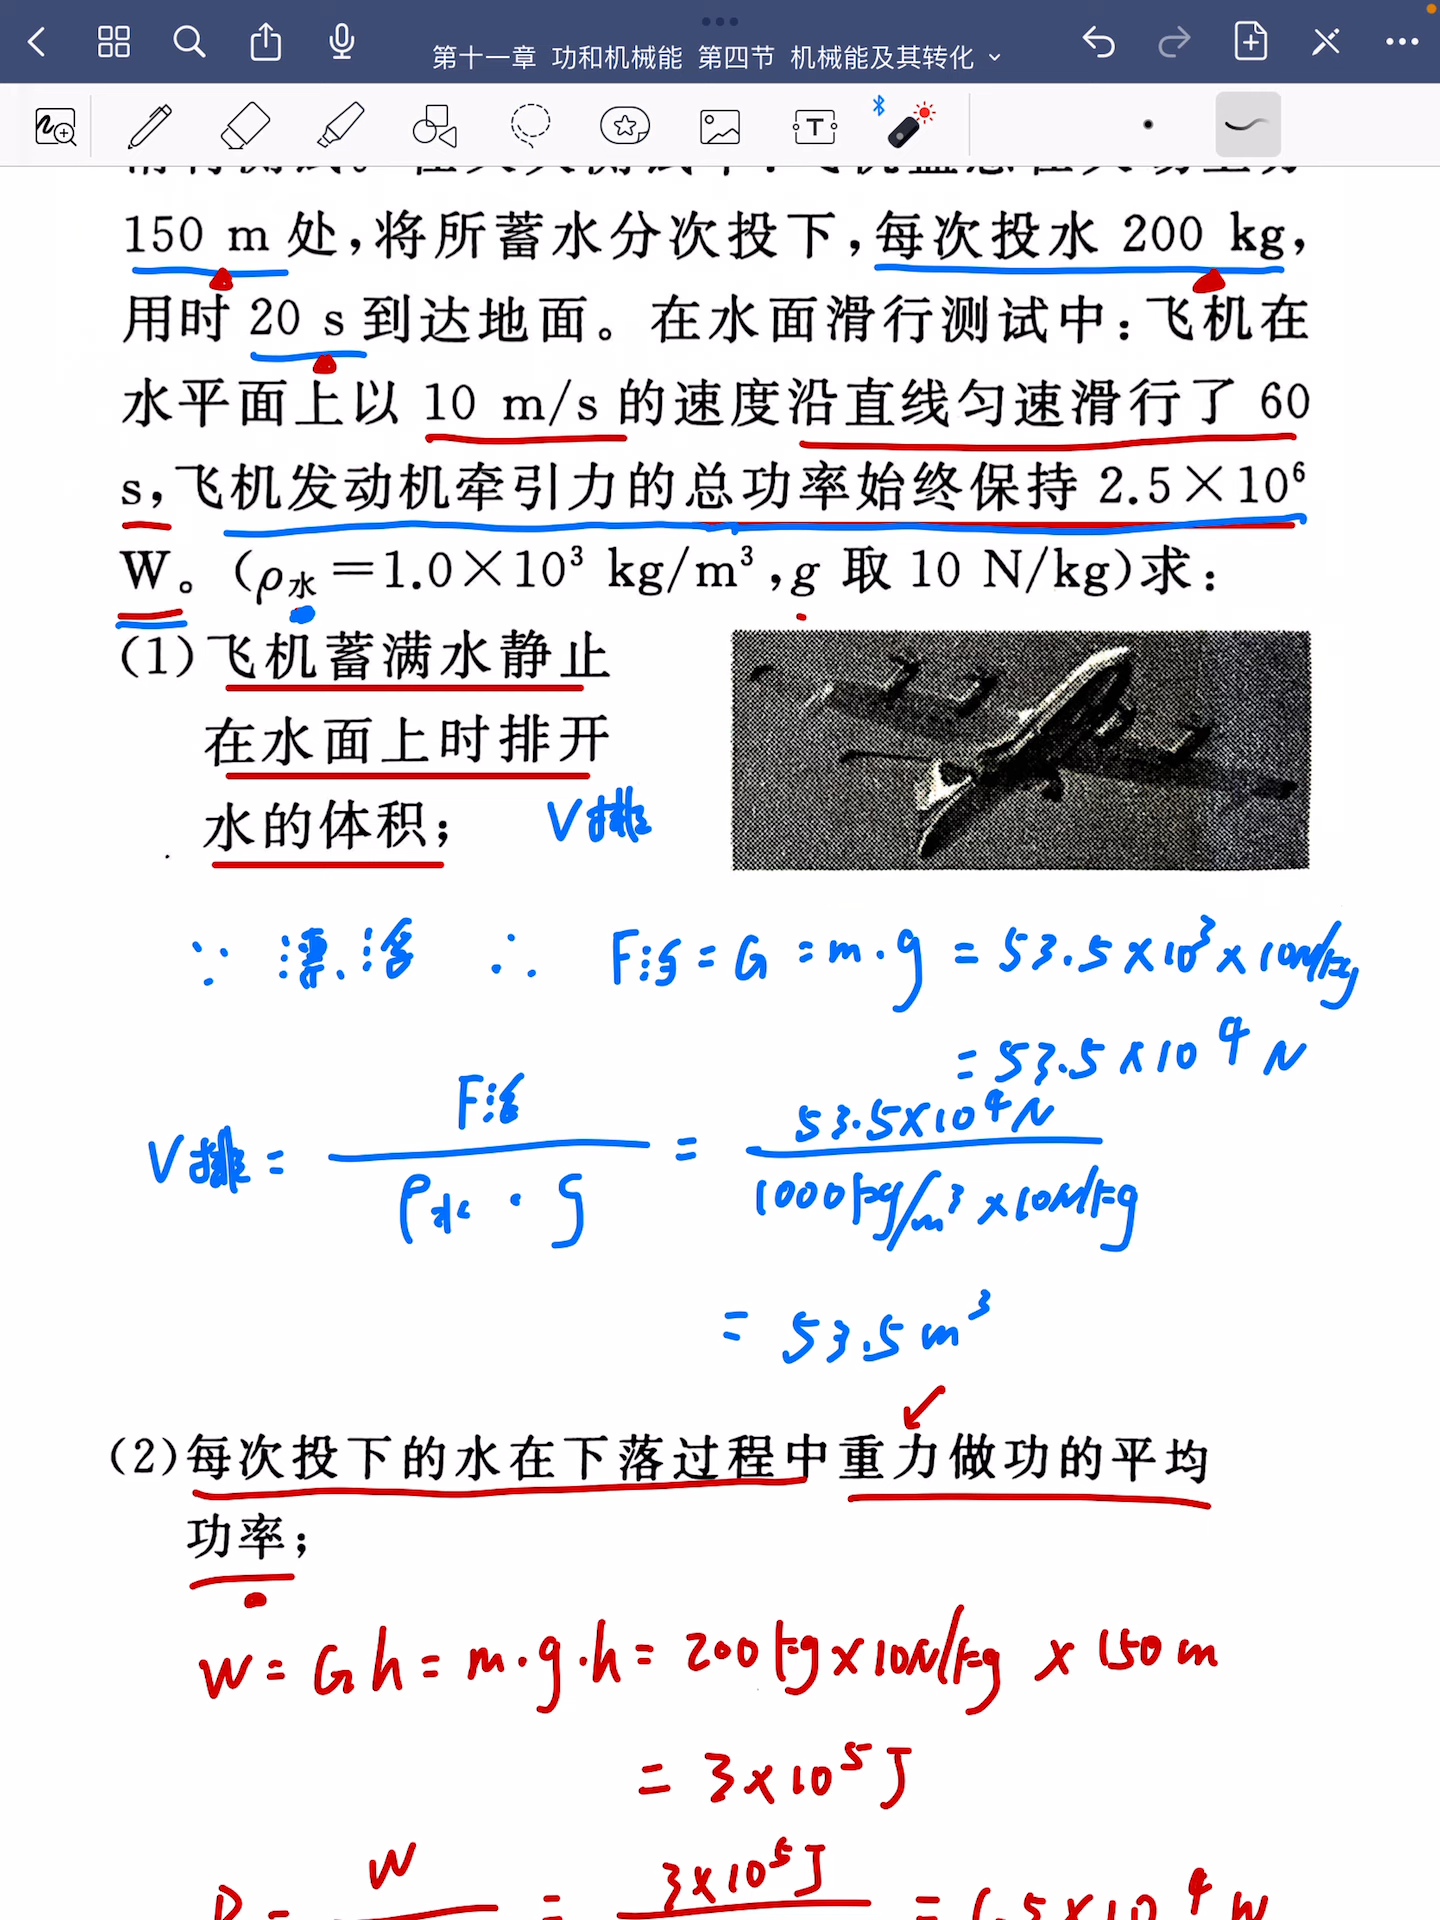 第十一章 功和机械能 第四节 机械能及其转化
150 m 处,将所蓄水分次投下,每次投水 200 kg,
用时 20 s 到达地面。在水面滑行测试中:飞机在
水平面上以 10 m/s 的速度沿直线匀速滑行了 60
s,飞机发动机牵引力的总功率始终保持 2.5×10⁶
W。(ρ水=1.0×10³ kg/m³,g 取 10 N/kg)求:
(1)飞机蓄满水静止
在水面上时排开
水的体积;
V排
∵ 漂浮 ∴ F浮=G=m·g=53.5×10³×10N/kg
=53.5×10⁴N
V排= F浮/ρ水·g = 53.5×10⁴N/1000kg/m³×10N/kg
=53.5m³
(2)每次投下的水在下落过程中重力做功的平均
功率;
W=Gh=m·g·h=200kg×10N/kg×150m
=3×10⁵J
W 3×10⁵J